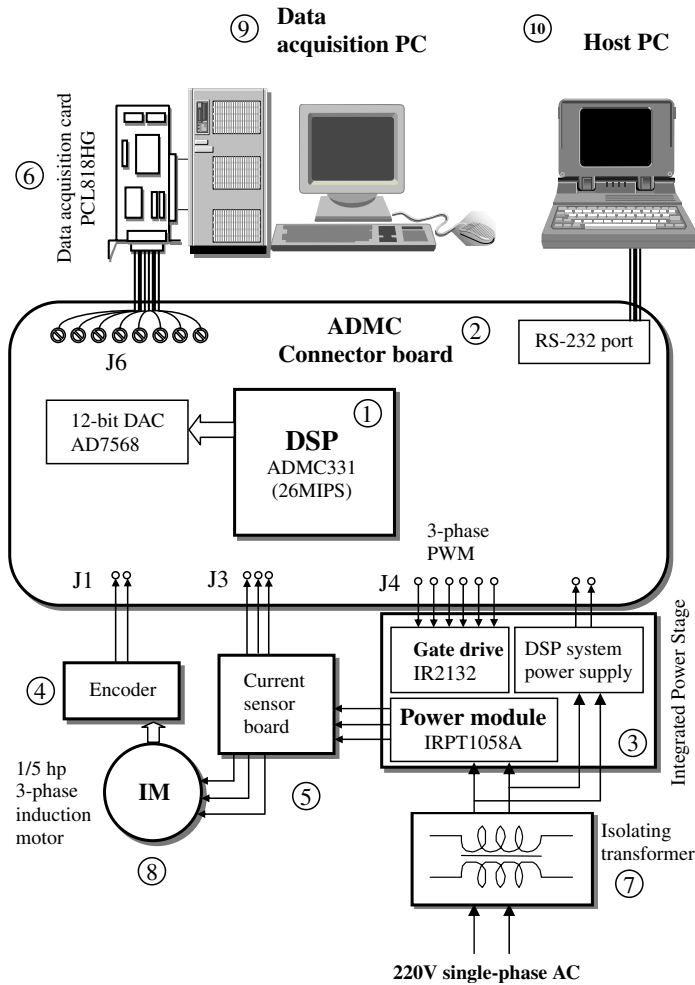 9
Data
acquisition PC
10
Host PC
6
Data acquisition card
PCL818HG
ADMC
Connector board
2
RS-232 port
J6
12-bit DAC
AD7568
1
DSP
ADMC331
(26MIPS)
3-phase
PWM
J1
J3
J4
4
Encoder
Current
sensor
board
Gate drive
IR2132
DSP system
power supply
Power module
IRPT1058A
3
Integrated Power Stage
1/5 hp
3-phase
induction
motor
IM
5
8
Isolating
transformer
7
220V single-phase AC